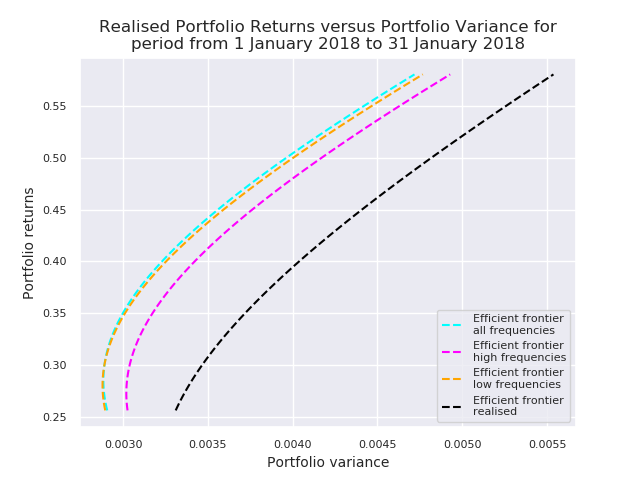 Realised Portfolio Returns versus Portfolio Variance for
period from 1 January 2018 to 31 January 2018
Portfolio returns
0.55
0.50
0.45
0.40
0.35
0.30
0.25
Efficient frontier
all frequencies
Efficient frontier
high frequencies
Efficient frontier
low frequencies
Efficient frontier
realised
0.0030 0.0035 0.0040 0.0045 0.0050 0.0055
Portfolio variance